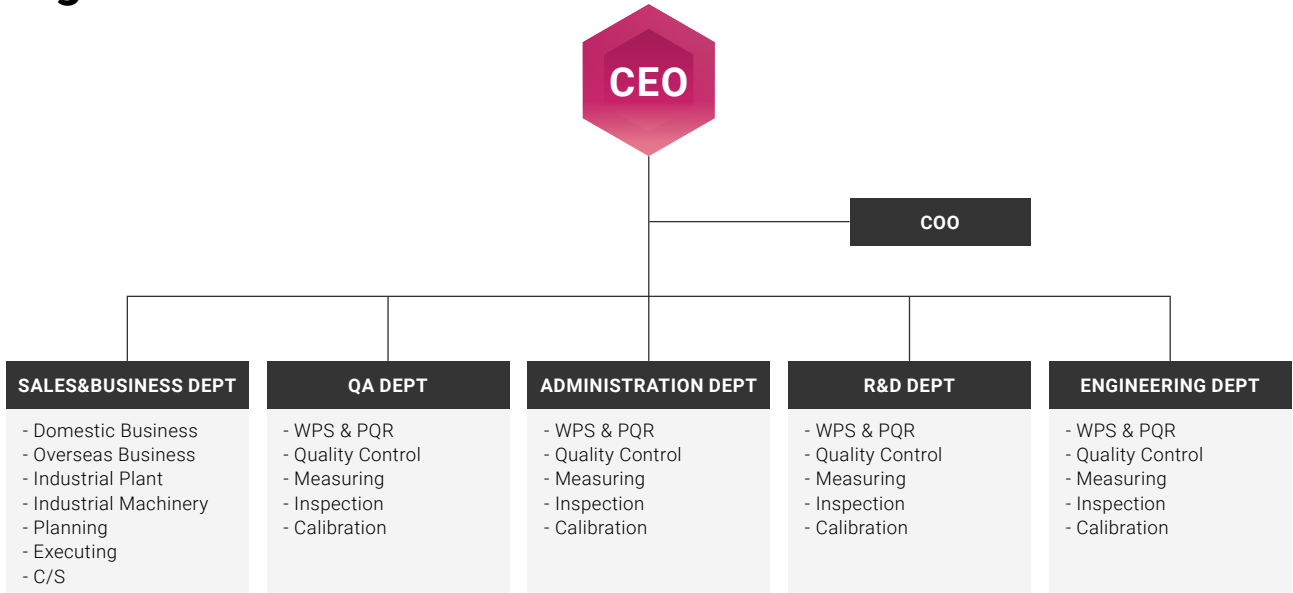 CEO
COO
SALES&BUSINESS DEPT
- Domestic Business
- Overseas Business
- Industrial Plant
- Industrial Machinery
- Planning
- Executing
- C/S
QA DEPT
- WPS & PQR
- Quality Control
- Measuring
- Inspection
- Calibration
ADMINISTRATION DEPT
- WPS & PQR
- Quality Control
- Measuring
- Inspection
- Calibration
R&D DEPT
- WPS & PQR
- Quality Control
- Measuring
- Inspection
- Calibration
ENGINEERING DEPT
- WPS & PQR
- Quality Control
- Measuring
- Inspection
- Calibration